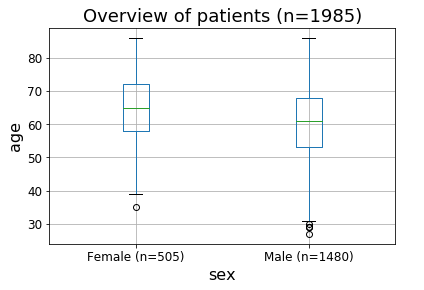 Overview of patients (n=1985)
80
70
60
50
40
30
age
Female (n=505) Male (n=1480)
sex